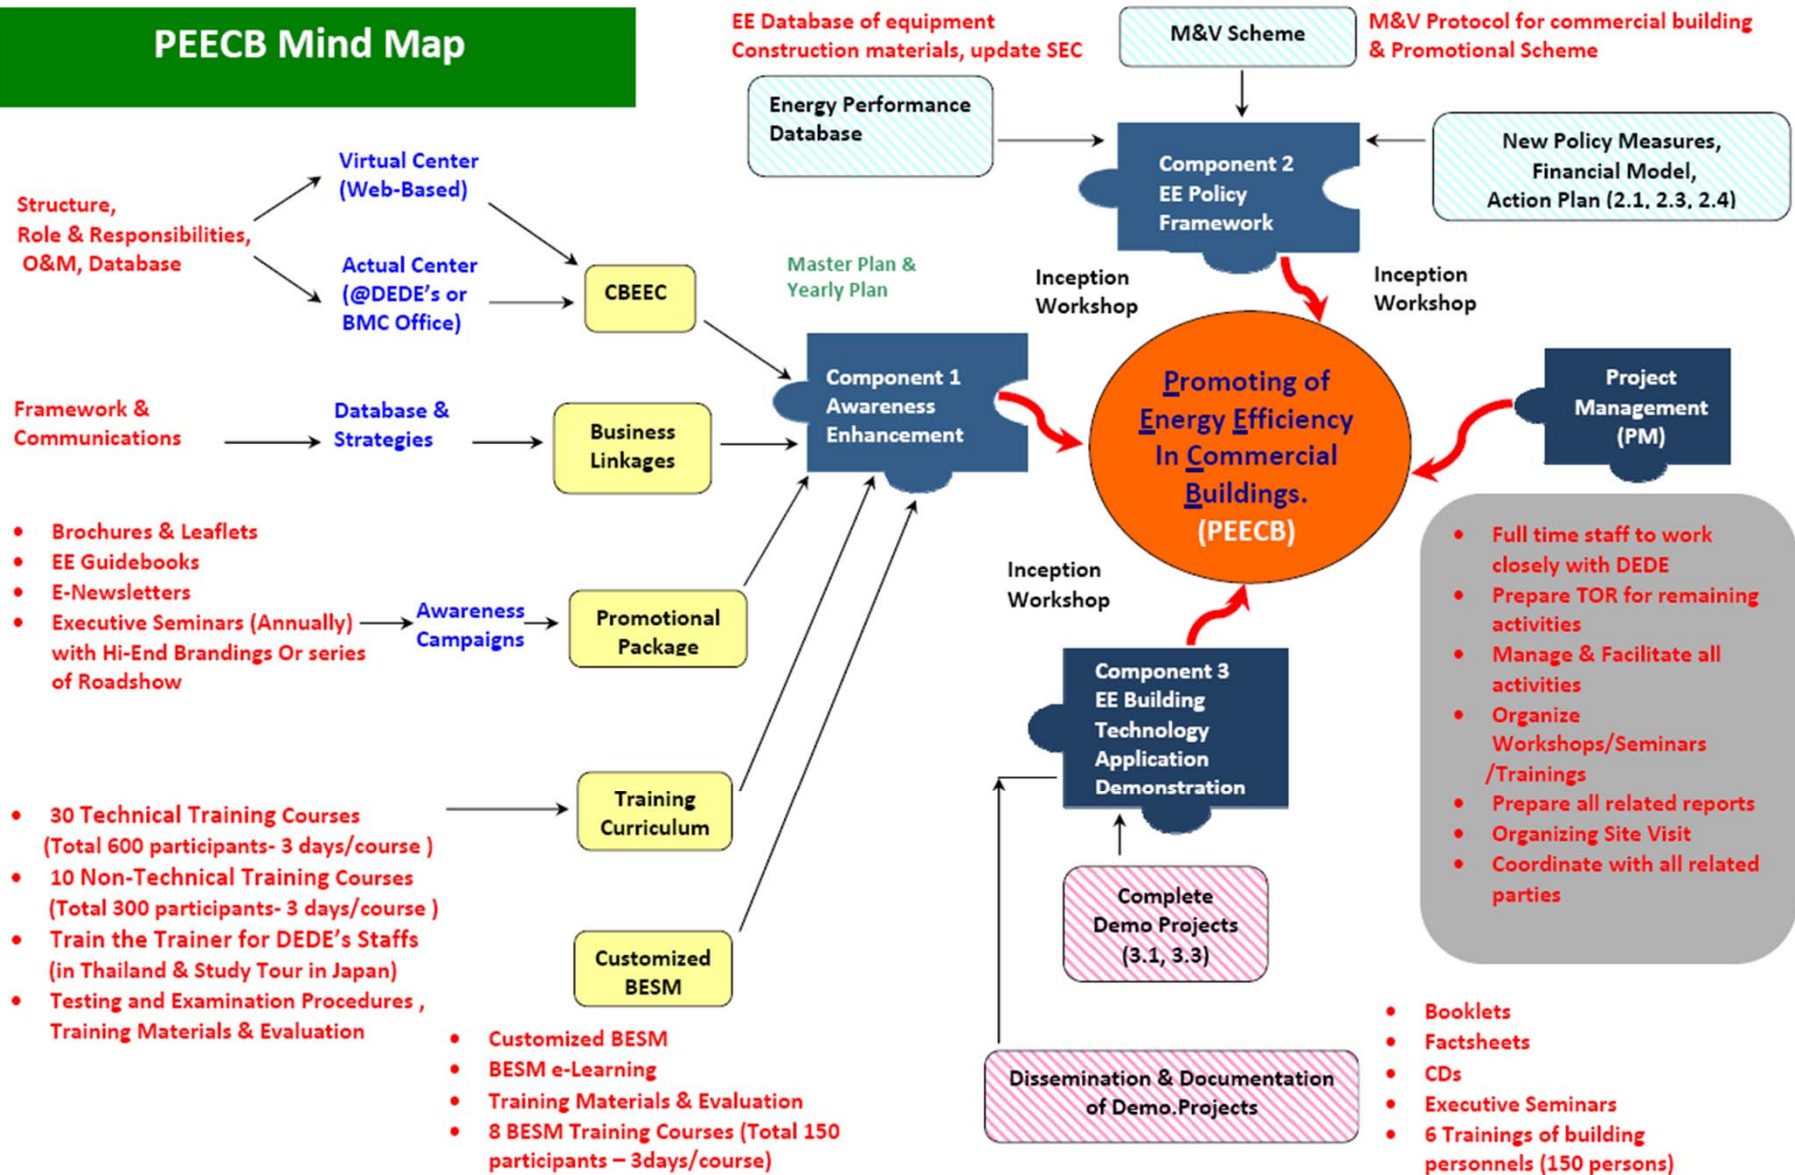 PEECB Mind Map
EE Database of equipment
Construction materials, update SEC
M&V Scheme
M&V Protocol for commercial building
& Promotional Scheme
Energy Performance
Database
Component 2
EE Policy
Framework
New Policy Measures,
Financial Model,
Action Plan (2.1, 2.3, 2.4)
Structure,
Role & Responsibilities,
O&M, Database
Virtual Center
(Web-Based)
Actual Center
(@DEDE's or
BMC Office)
CBEEC
Master Plan &
Yearly Plan
Inception
Workshop
Inception
Workshop
Framework &
Communications
Database &
Strategies
Business
Linkages
Component 1
Awareness
Enhancement
Promoting of
Energy Efficiency
In Commercial
Buildings.
(PEECB)
Project
Management
(PM)
• Brochures & Leaflets
• EE Guidebooks
• E-Newsletters
• Executive Seminars (Annually)
with Hi-End Brandings Or series
of Roadshow
Awareness
Campaigns
Promotional
Package
Inception
Workshop
• Full time staff to work
closely with DEDE
• Prepare TOR for remaining
activities
• Manage & Facilitate all
activities
• Organize
Workshops/Seminars
/Trainings
• Prepare all related reports
• Organizing Site Visit
• Coordinate with all related
parties
Component 3
EE Building
Technology
Application
Demonstration
• 30 Technical Training Courses
(Total 600 participants- 3 days/course )
• 10 Non-Technical Training Courses
(Total 300 participants- 3 days/course )
• Train the Trainer for DEDE's Staffs
(in Thailand & Study Tour in Japan)
• Testing and Examination Procedures ,
Training Materials & Evaluation
Training
Curriculum
Customized
BESM
Complete
Demo Projects
(3.1, 3.3)
• Customized BESM
• BESM e-Learning
• Training Materials & Evaluation
• 8 BESM Training Courses (Total 150
participants – 3days/course)
Dissemination & Documentation
of Demo.Projects
• Booklets
• Factsheets
• CDs
• Executive Seminars
• 6 Trainings of building
personnels (150 persons)